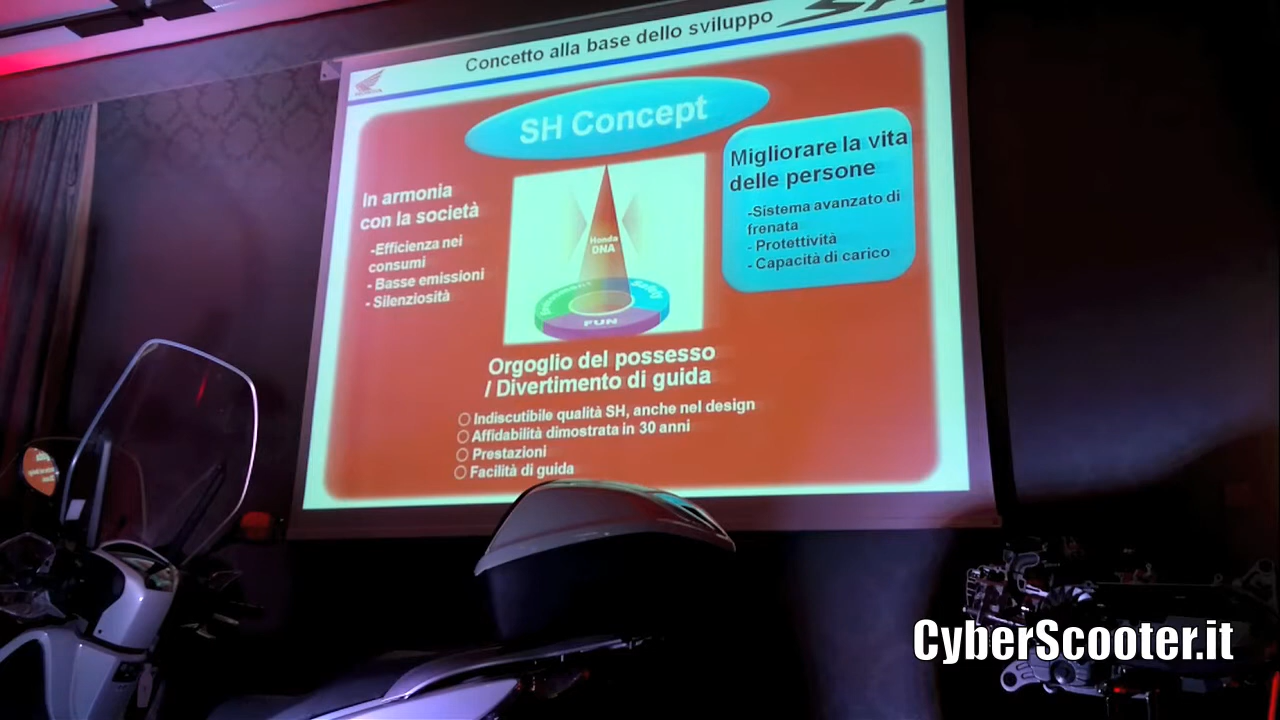 Concetto alla base dello sviluppo
SH
HONDA
SH Concept
In armonia
con la società
-Efficienza nei
consumi
- Basse emissioni
- Silenziosità
Honda
DNA
Safety
FUN
Migliorare la vita
delle persone
-Sistema avanzato di
frenata
- Protettività
- Capacità di carico
Orgoglio del possesso
/ Divertimento di guida
Indiscutibile qualità SH, anche nel design
Affidabilità dimostrata in 30 anni
Prestazioni
Facilità di guida
CyberScooter.it